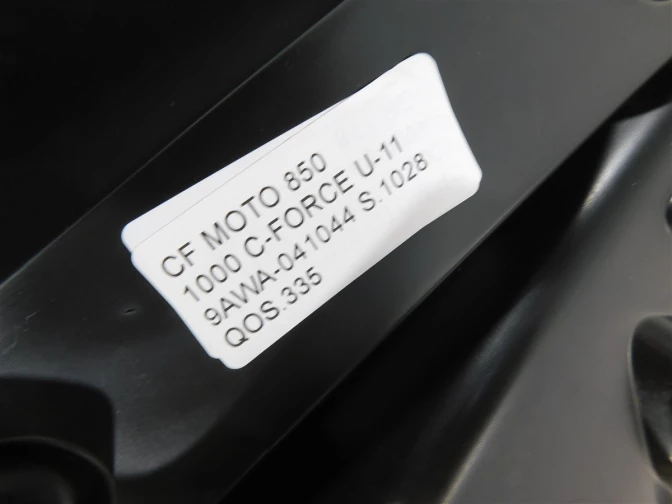 CF MOTO 850
1000 C-FORCE U-11
9AWA-041044 S.1028
QOS.335